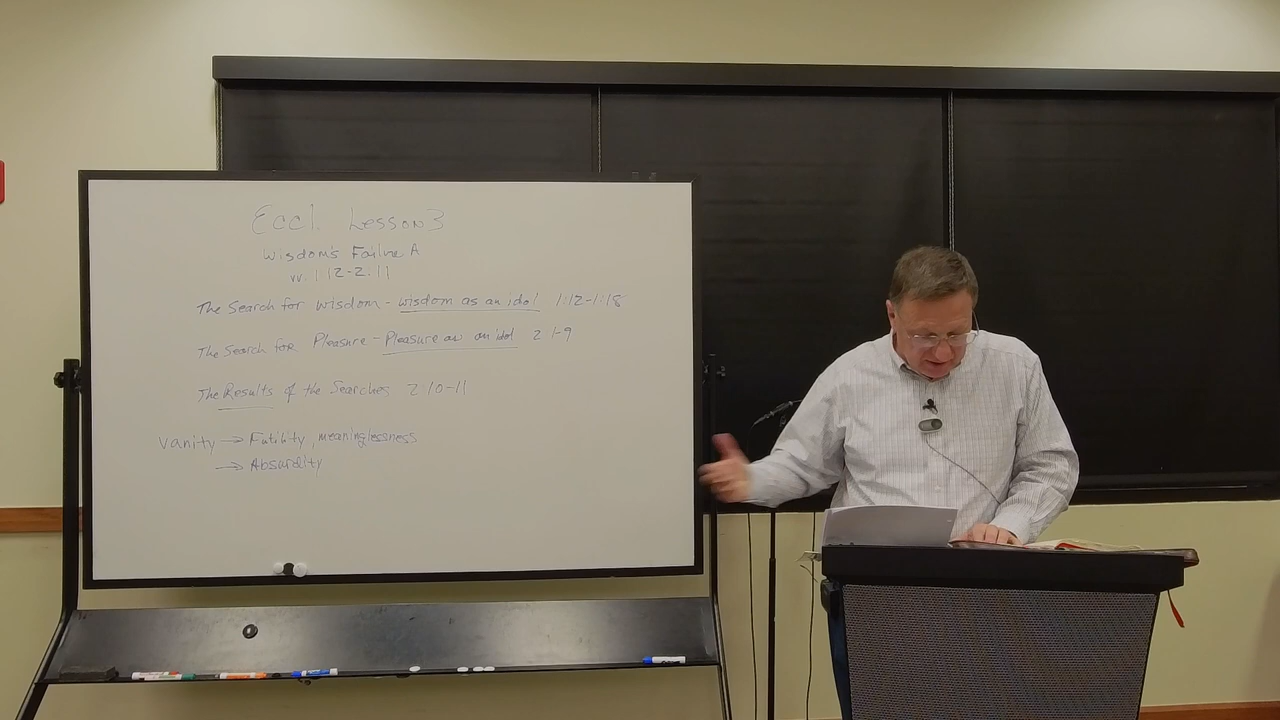 Eccl. Lesson 3
Wisdom's Failure A
vv. 1:12-2:11
The Search for wisdom - wisdom as an idol 1:12-1:18
The Search for Pleasure - Pleasure as an idol 2 1-9
The Results of the Searches 2:10-11
Vanity → Futility, meaninglessness
→ Absurdity